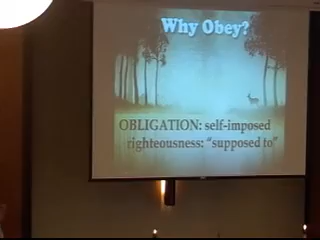 Why Obey?
OBLIGATION: self-imposed
righteousness: "supposed to"